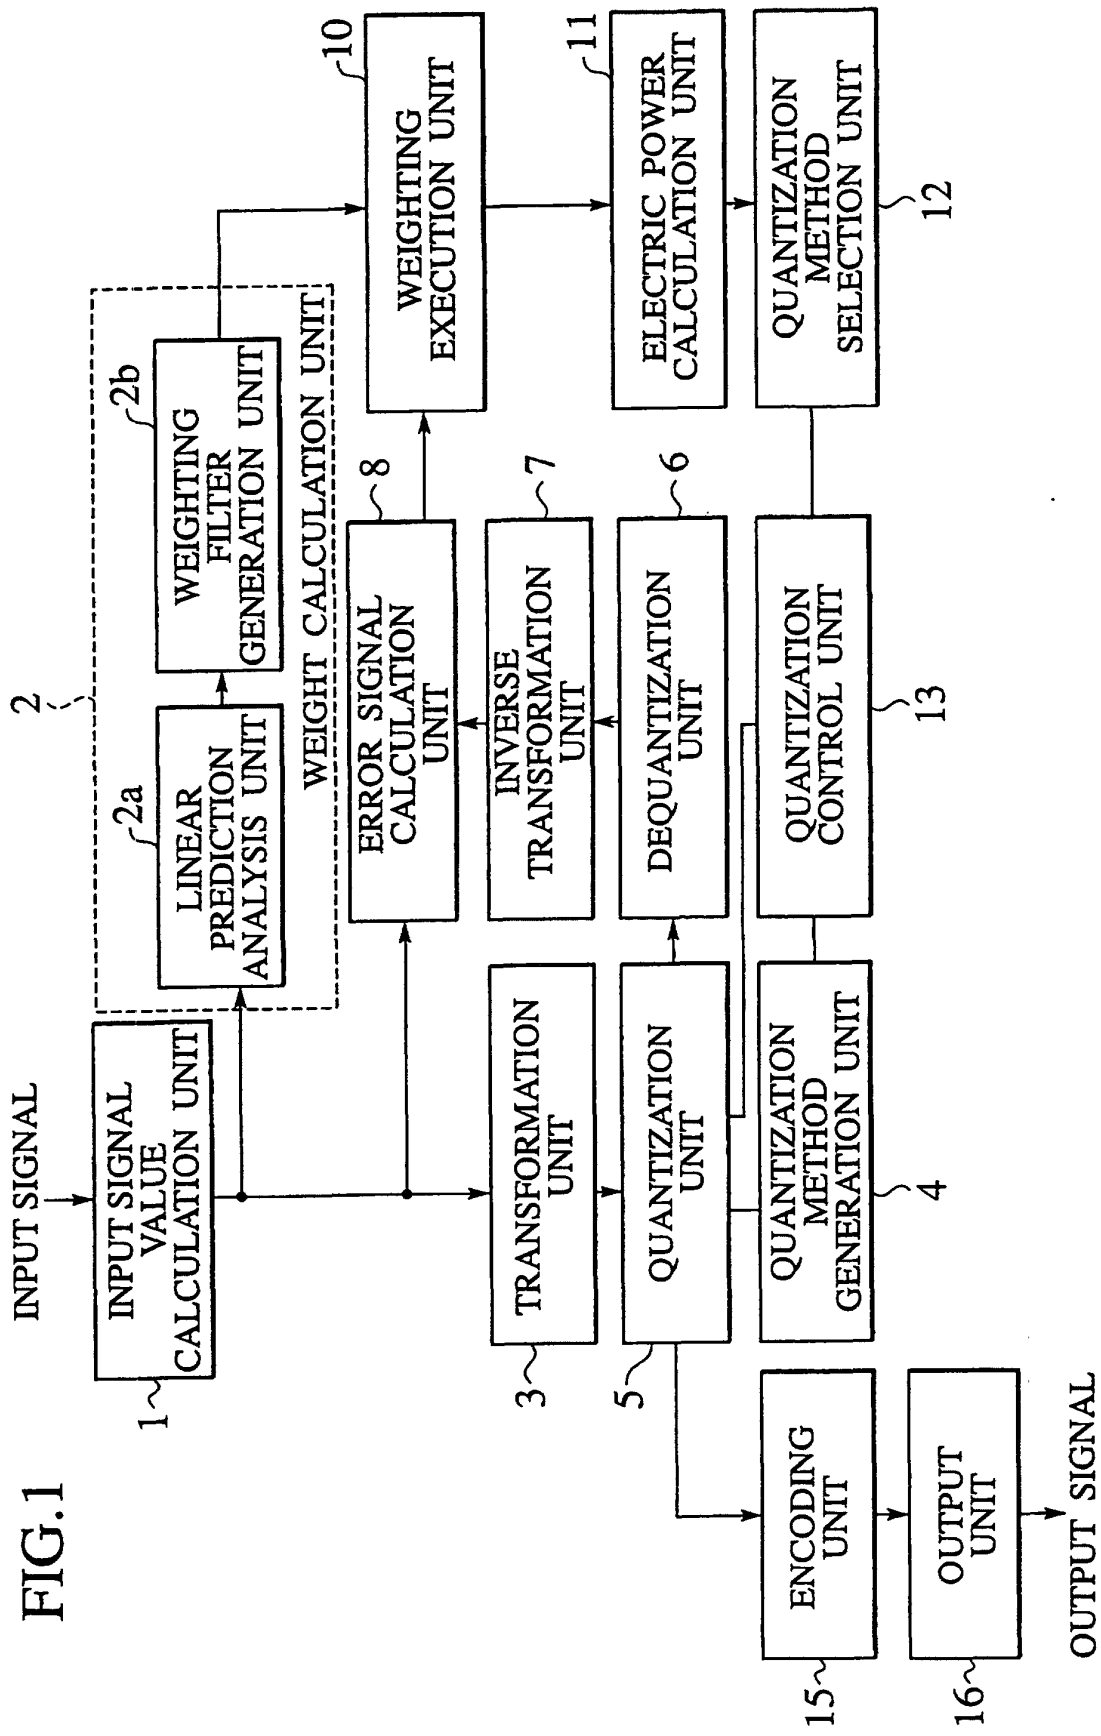 FIG.1
INPUT SIGNAL
INPUT SIGNAL
VALUE
CALCULATION UNIT
1
2
LINEAR
PREDICTION
ANALYSIS UNIT
2a
WEIGHTING
FILTER
GENERATION UNIT
2b
WEIGHT CALCULATION UNIT
ERROR SIGNAL
CALCULATION
UNIT
8
WEIGHTING
EXECUTION UNIT
10
TRANSFORMATION
UNIT
3
INVERSE
TRANSFORMATION
UNIT
7
ELECTRIC POWER
CALCULATION UNIT
11
QUANTIZATION
UNIT
5
DEQUANTIZATION
UNIT
6
QUANTIZATION
METHOD
GENERATION UNIT
4
QUANTIZATION
CONTROL UNIT
13
QUANTIZATION
METHOD
SELECTION UNIT
12
ENCODING
UNIT
15
OUTPUT
UNIT
16
OUTPUT SIGNAL